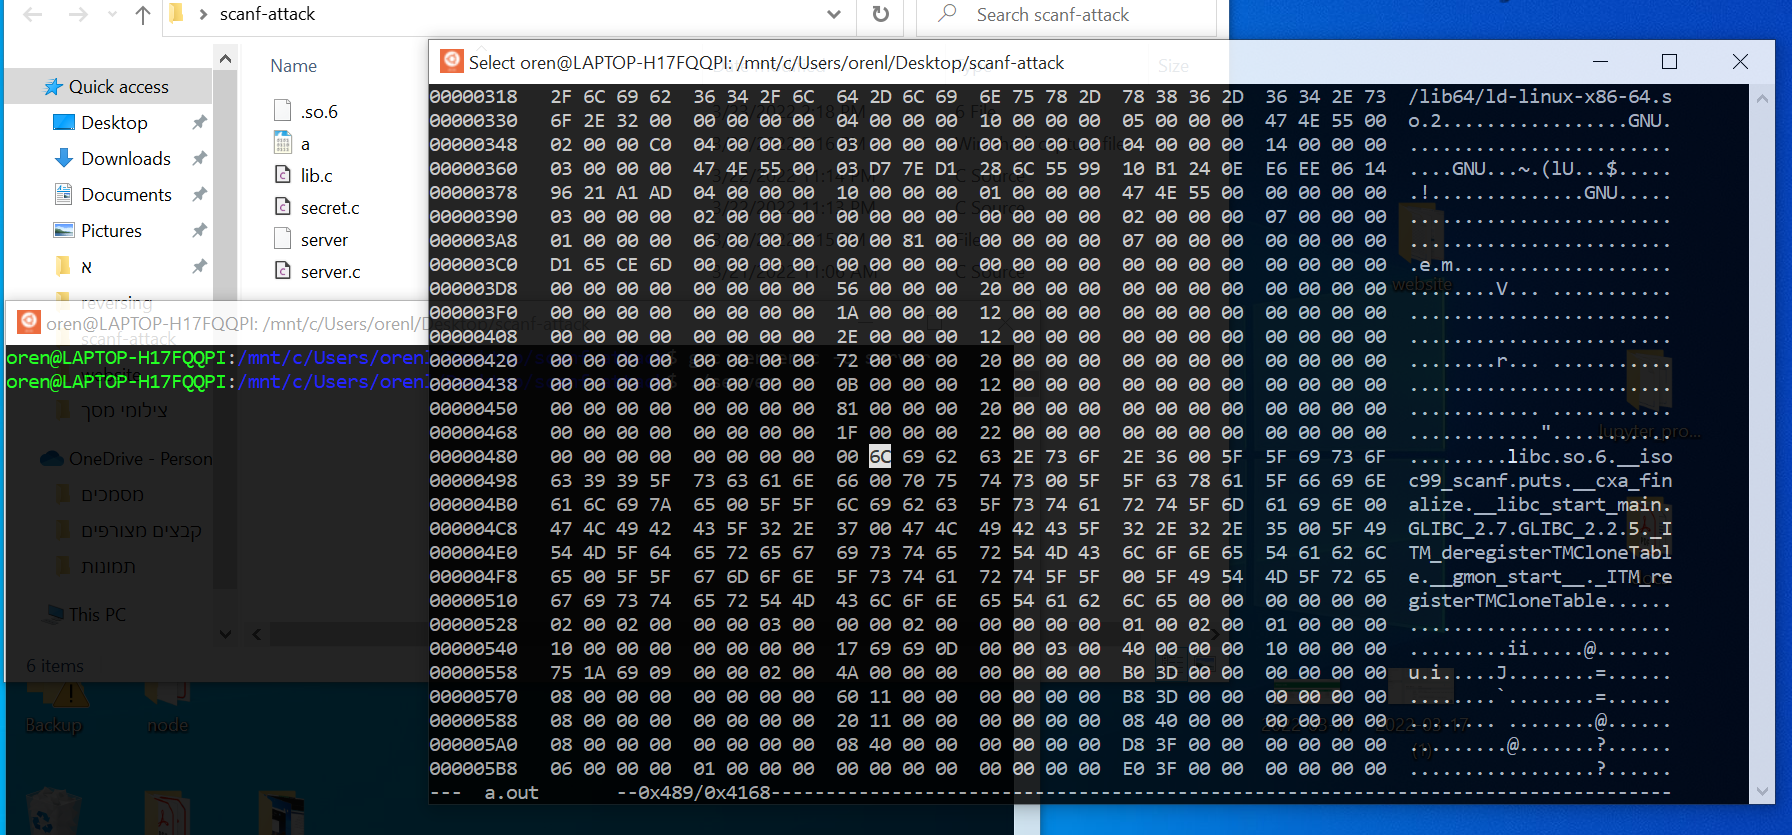 scanf-attack
Search scanf-attack
Quick access
Desktop
Downloads
Documents
Pictures
א
reversing
scanf-attack
website
צילומי מסך
OneDrive - Person
מסמכים
קבצים מצורפים
תמונות
This PC
6 items
Name
Size
.so.6
a
lib.c
secret.c
server
server.c
oren@LAPTOP-H17FQQPI: /mnt/c/Users/orenl/Desktop/scanf-attack
oren@LAPTOP-H17FQQPI:/mnt/c/Users/orenl
oren@LAPTOP-H17FQQPI:/mnt/c/Users/orenl
Select oren@LAPTOP-H17FQQPI: /mnt/c/Users/orenl/Desktop/scanf-attack
00000318 2F 6C 69 62 36 34 2F 6C 64 2D 6C 69 6E 75 78 2D 78 38 36 2D 36 34 2E 73 /lib64/ld-linux-x86-64.s
00000330 6F 2E 32 00 00 00 00 00 04 00 00 00 10 00 00 00 05 00 00 00 47 4E 55 00 o.2.................GNU.
00000348 02 00 00 C0 04 00 00 00 03 00 00 00 00 00 00 00 04 00 00 00 14 00 00 00 ........................
00000360 03 00 00 00 47 4E 55 00 03 D7 7E D1 28 6C 55 99 10 B1 24 0E E6 EE 06 14 ....GNU...~.(lU...$.....
00000378 96 21 A1 AD 04 00 00 00 10 00 00 00 01 00 00 00 47 4E 55 00 00 00 00 00 .!..............GNU.....
00000390 03 00 00 00 02 00 00 00 00 00 00 00 00 00 00 00 02 00 00 00 07 00 00 00 ........................
000003A8 01 00 00 00 06 00 00 00 00 00 81 00 00 00 00 00 07 00 00 00 00 00 00 00 ........................
000003C0 D1 65 CE 6D 00 00 00 00 00 00 00 00 00 00 00 00 00 00 00 00 00 00 00 00 .e.m....................
000003D8 00 00 00 00 00 00 00 00 56 00 00 00 20 00 00 00 00 00 00 00 00 00 00 00 ........V... ...........
000003F0 00 00 00 00 00 00 00 00 1A 00 00 00 12 00 00 00 00 00 00 00 00 00 00 00 ........................
00000408 00 00 00 00 00 00 00 00 2E 00 00 00 12 00 00 00 00 00 00 00 00 00 00 00 ........................
00000420 00 00 00 00 00 00 00 00 72 00 00 00 20 00 00 00 00 00 00 00 00 00 00 00 ........r... ...........
00000438 00 00 00 00 00 00 00 00 0B 00 00 00 12 00 00 00 00 00 00 00 00 00 00 00 ........................
00000450 00 00 00 00 00 00 00 00 81 00 00 00 20 00 00 00 00 00 00 00 00 00 00 00 ............ ...........
00000468 00 00 00 00 00 00 00 00 1F 00 00 00 22 00 00 00 00 00 00 00 00 00 00 00 ............"...........
00000480 00 00 00 00 00 00 00 00 00 6C 69 62 63 2E 73 6F 2E 36 00 5F 5F 69 73 6F .........libc.so.6.__iso
00000498 63 39 39 5F 73 63 61 6E 66 00 70 75 74 73 00 5F 5F 63 78 61 5F 66 69 6E c99_scanf.puts.__cxa_fin
000004B0 61 6C 69 7A 65 00 5F 5F 6C 69 62 63 5F 73 74 61 72 74 5F 6D 61 69 6E 00 alize.__libc_start_main.
000004C8 47 4C 49 42 43 5F 32 2E 37 00 47 4C 49 42 43 5F 32 2E 32 2E 35 00 5F 49 GLIBC_2.7.GLIBC_2.2.5._I
000004E0 54 4D 5F 64 65 72 65 67 69 73 74 65 72 54 4D 43 6C 6F 6E 65 54 61 62 6C TM_deregisterTMCloneTabl
000004F8 65 00 5F 5F 67 6D 6F 6E 5F 73 74 61 72 74 5F 5F 00 5F 49 54 4D 5F 72 65 e.__gmon_start__._ITM_re
00000510 67 69 73 74 65 72 54 4D 43 6C 6F 6E 65 54 61 62 6C 65 00 00 00 00 00 00 gisterTMCloneTable......
00000528 02 00 02 00 00 00 03 00 00 00 02 00 00 00 00 00 01 00 02 00 01 00 00 00 ........................
00000540 10 00 00 00 00 00 00 00 17 69 69 0D 00 00 03 00 40 00 00 00 10 00 00 00 .........ii.....@.......
00000558 75 1A 69 09 00 00 02 00 4A 00 00 00 00 00 00 00 B0 3D 00 00 00 00 00 00 u.i.....J........=......
00000570 08 00 00 00 00 00 00 00 60 11 00 00 00 00 00 00 B8 3D 00 00 00 00 00 00 ........`........=......
00000588 08 00 00 00 00 00 00 00 20 11 00 00 00 00 00 00 08 40 00 00 00 00 00 00 ........ ........@......
000005A0 08 00 00 00 00 00 00 00 08 40 00 00 00 00 00 00 D8 3F 00 00 00 00 00 00 .........@.......?......
000005B8 06 00 00 00 01 00 00 00 00 00 00 00 00 00 00 00 E0 3F 00 00 00 00 00 00 .................?......
--- a.out --0x489/0x4168---
website
Backup
node